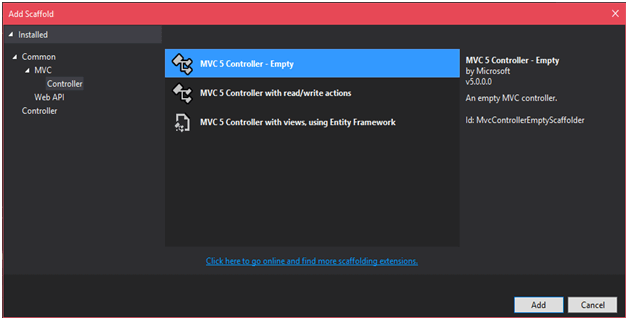 Add Scaffold
Installed
Common
MVC
Controller
Web API
Controller
MVC 5 Controller - Empty
MVC 5 Controller with read/write actions
MVC 5 Controller with views, using Entity Framework
MVC 5 Controller - Empty
by Microsoft
v5.0.0.0
An empty MVC controller.
Id: MvcControllerEmptyScaffolder
Click here to go online and find more scaffolding extensions.
Add
Cancel